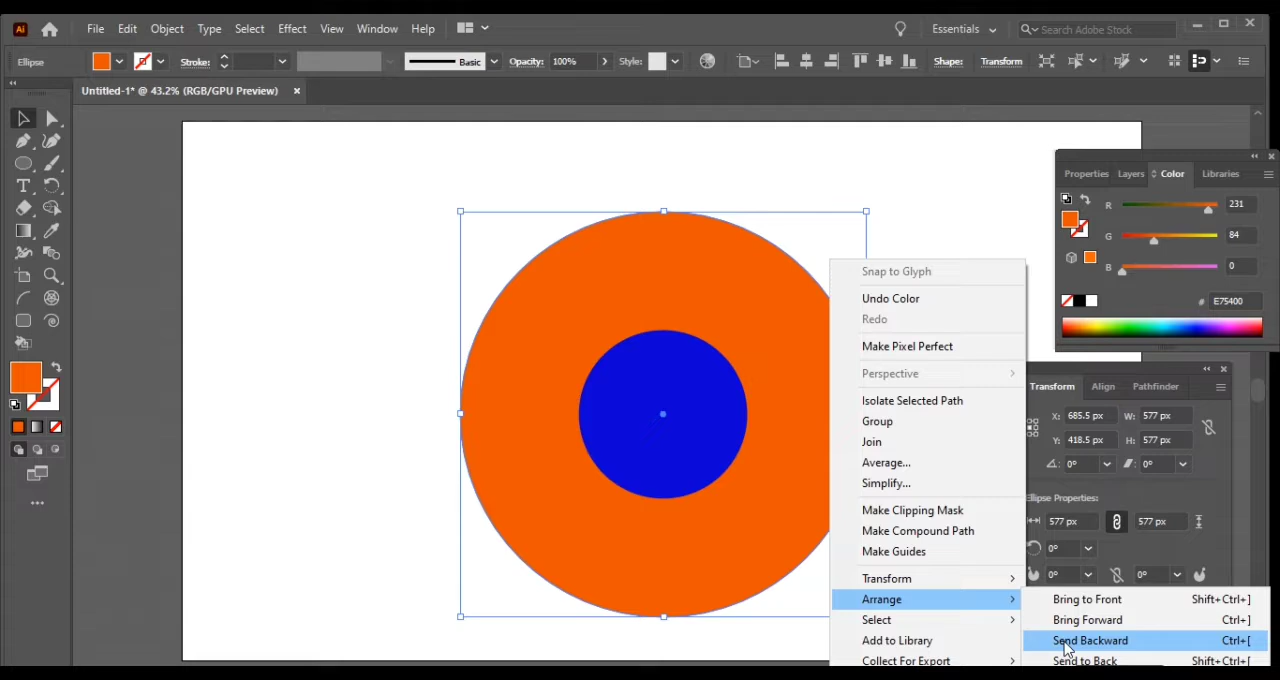 Ai File Edit Object Type Select Effect View Window Help Essentials Search Adobe Stock
Ellipse Stroke: Basic Opacity: 100% Style: Shape: Transform
Untitled-1* @ 43.2% (RGB/GPU Preview) ×
Properties Layers Color Libraries
R 231
G 84
B 0
# E75400
Snap to Glyph
Undo Color
Redo
Make Pixel Perfect
Perspective
Isolate Selected Path
Group
Join
Average...
Simplify...
Make Clipping Mask
Make Compound Path
Make Guides
Transform
Arrange
Select
Add to Library
Collect For Export
Transform Align Pathfinder
X: 685.5 px W: 577 px
Y: 418.5 px H: 577 px
0° 0°
Ellipse Properties:
577 px 577 px
0°
0° 0°
Bring to Front Shift+Ctrl+]
Bring Forward Ctrl+]
Send Backward Ctrl+[
Send to Back Shift+Ctrl+[